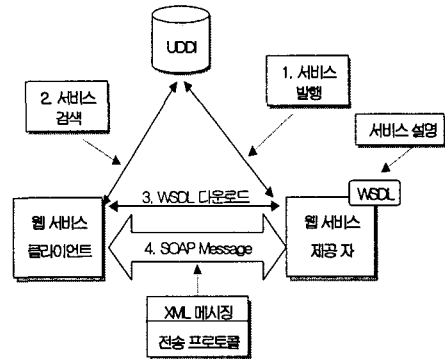 UDDI
1. 서비스
발행
2. 서비스
검색
서비스 설명
WSDL
3. WSDL 다운로드
웹 서비스
클라이언트
웹 서비스
제공 자
4. SOAP Message
XML 메시징
전송 프로토콜